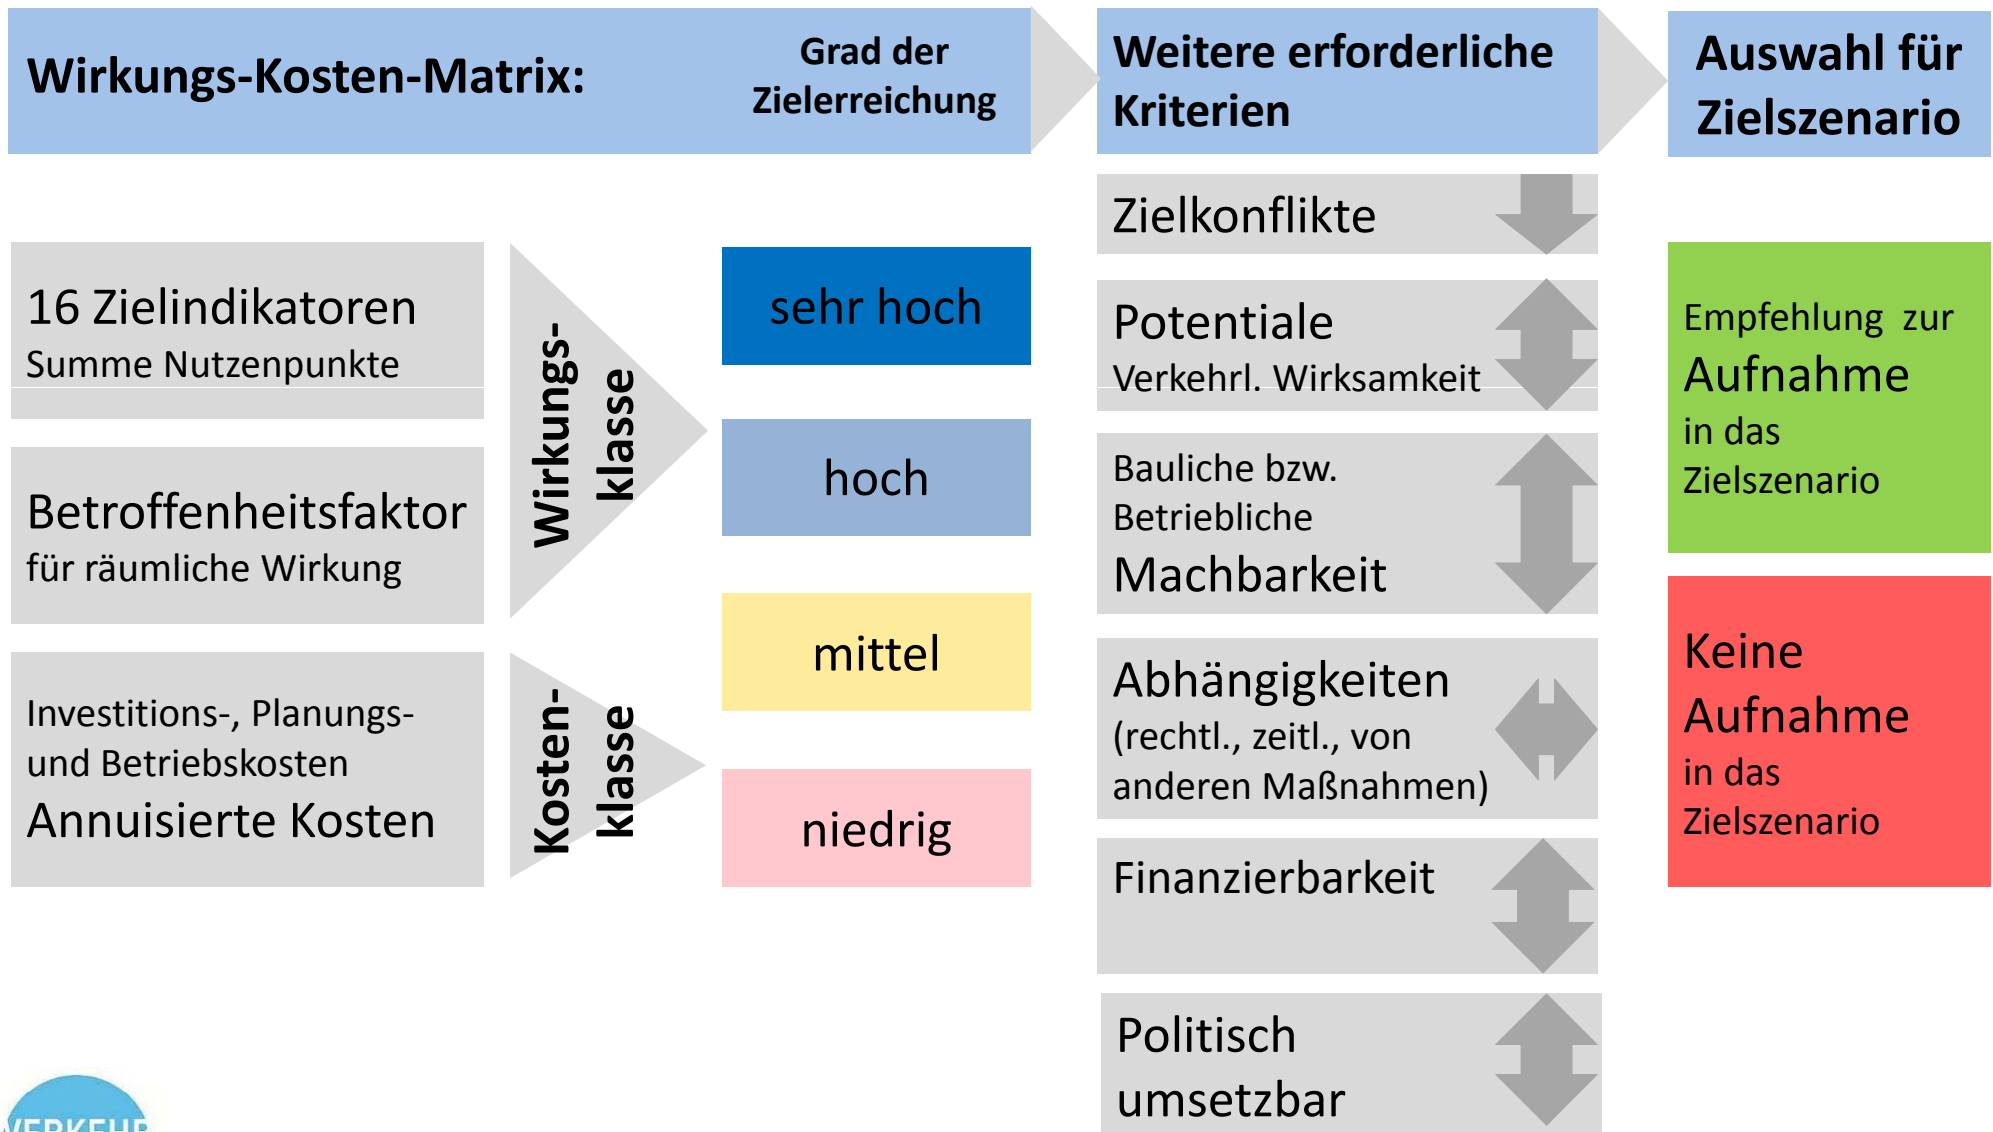 Wirkungs-Kosten-Matrix:
Grad der
Zielerreichung
Weitere erforderliche
Kriterien
Auswahl für
Zielszenario
16 Zielindikatoren
Summe Nutzenpunkte
Betroffenheitsfaktor
für räumliche Wirkung
Investitions-, Planungs-
und Betriebskosten
Annuisierte Kosten
Wirkungs-
klasse
Kosten-
klasse
sehr hoch
hoch
mittel
niedrig
Zielkonflikte
Potentiale
Verkehrl. Wirksamkeit
Bauliche bzw.
Betriebliche
Machbarkeit
Abhängigkeiten
(rechtl., zeitl., von
anderen Maßnahmen)
Finanzierbarkeit
Politisch
umsetzbar
Empfehlung zur
Aufnahme
in das
Zielszenario
Keine
Aufnahme
in das
Zielszenario